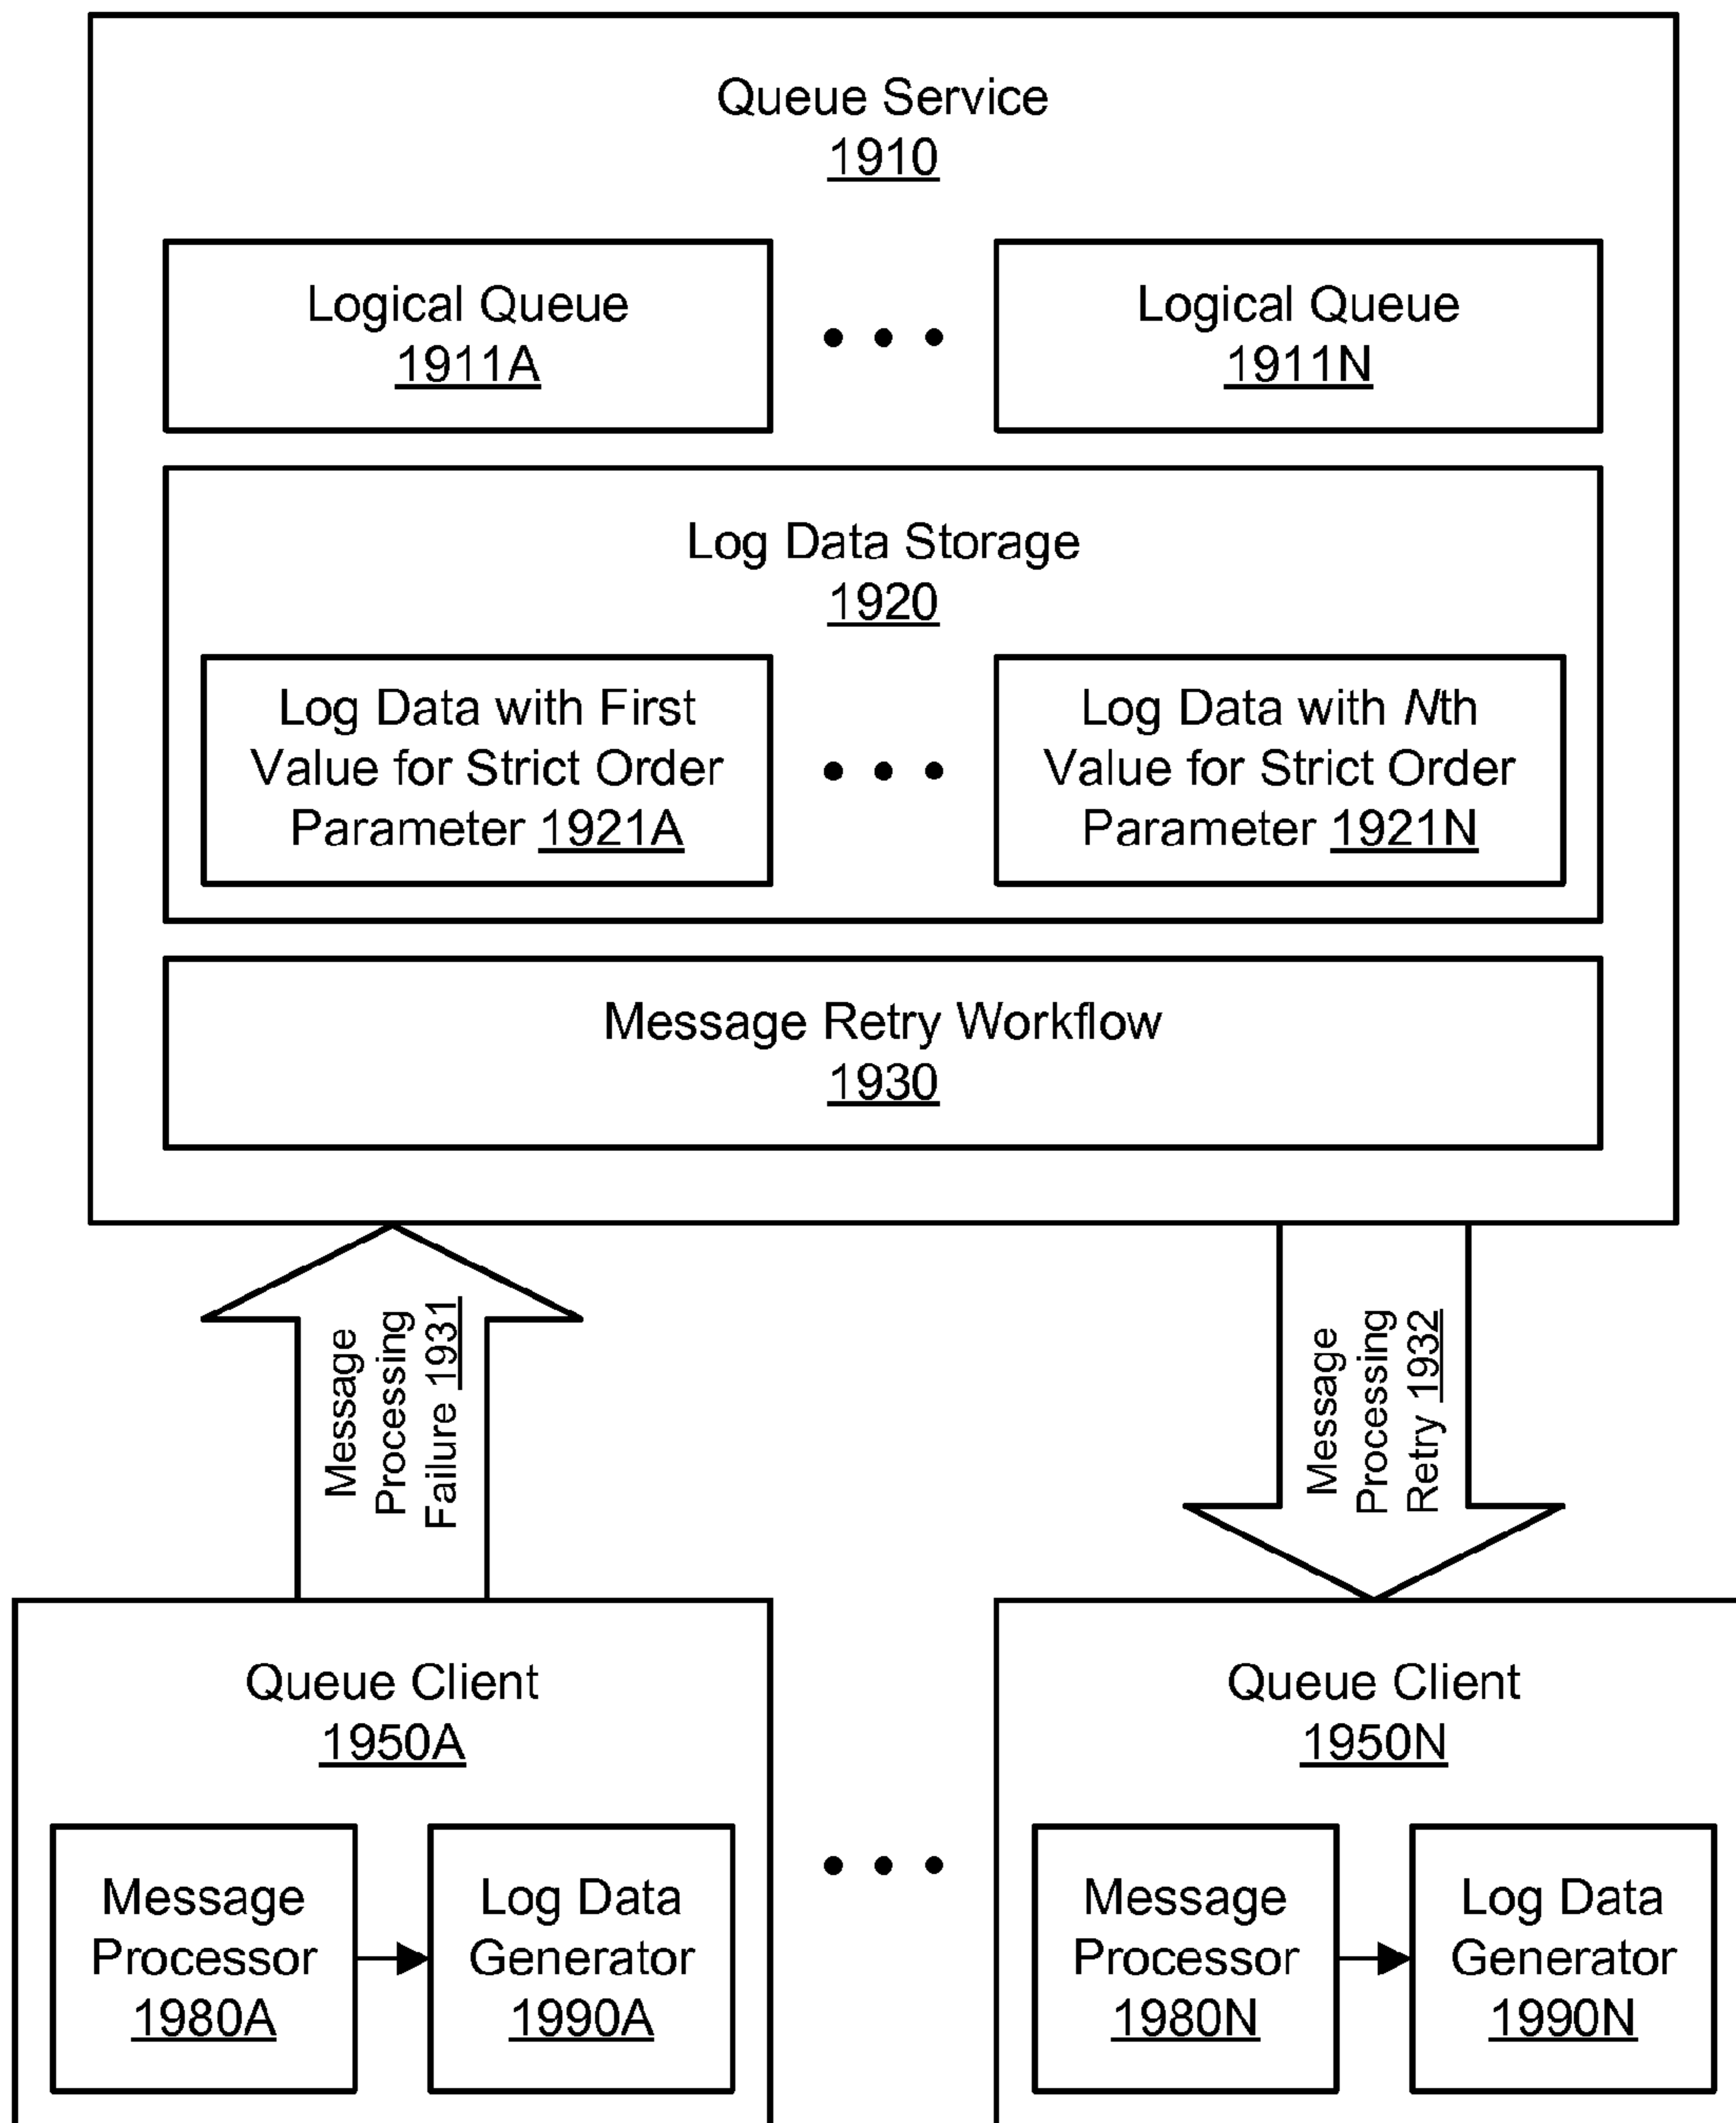 Queue Service
1910
Logical Queue
1911A
Logical Queue
1911N
Log Data Storage
1920
Log Data with First
Value for Strict Order
Parameter 1921A
Log Data with Nth
Value for Strict Order
Parameter 1921N
Message Retry Workflow
1930
Message
Processing
Failure 1931
Message
Processing
Retry 1932
Queue Client
1950A
Message
Processor
1980A
Log Data
Generator
1990A
Queue Client
1950N
Message
Processor
1980N
Log Data
Generator
1990N